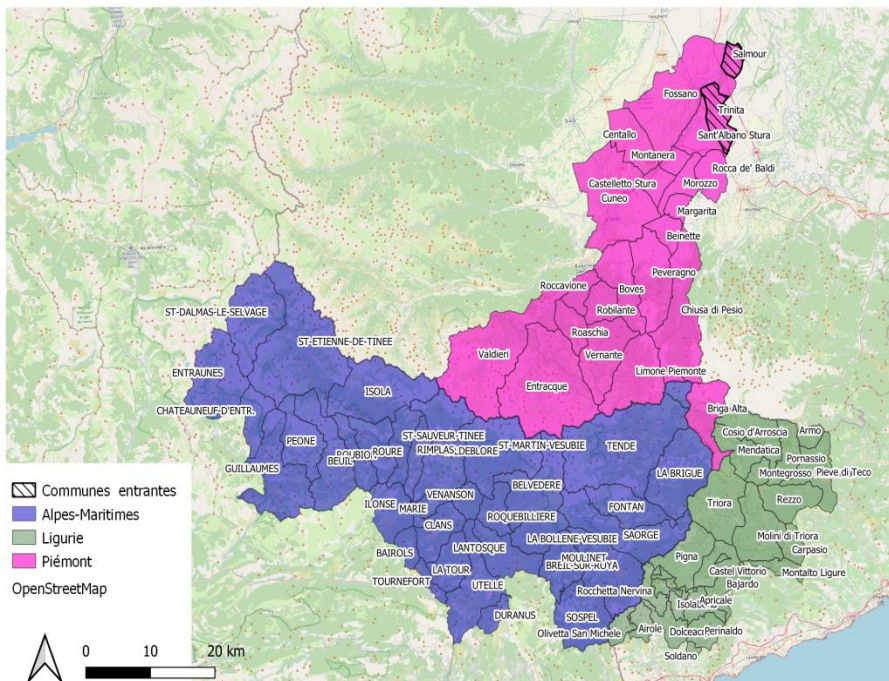 Salmour
Fossano
Trinita
Centallo
Sant'Albano Stura
Montanera
Rocca de' Baldi
Castelletto Stura
Morozzo
Cuneo
Margarita
Beinette
Peveragno
Roccavione
Boves
Robilante
Chiusa di Pesio
ST-DALMAS-LE-SELVAGE
Roaschia
ST-ETIENNE-DE-TINEE
Valdieri
Vernante
ENTRAUNES
Limone Piemonte
ISOLA
Entracque
CHATEAUNEUF-D'ENTR.
Briga Alta
ST-SAUVEUR-TINEE
Cosio d'Arroscia
Armo
PEONE
ROURE
RIMPLAS
ST-MARTIN-VESUBIE
TENDE
Mendatica
Pornassio
BEUIL
GUILLAUMES
LA BRIGUE
Montegrosso
Pieve di Teco
BELVEDERE
VENANSON
Rezzo
ILONSE
MARIE
Triora
FONTAN
ROQUEBILLIERE
CLANS
SAORGE
Molini di Triora
LA BOLLENE-VESUBIE
BAIROLS
LANTOSQUE
Carpasio
MOULINET
Pigna
BREIL-SUR-ROYA
LA TOUR
Castel Vittorio
Montalto Ligure
TOURNEFORT
UTELLE
Bajardo
Rocchetta Nervina
Apricale
DURANUS
SOSPEL
Airole
Perinaldo
Olivetta San Michele
Soldano
Communes entrantes
Alpes-Maritimes
Ligurie
Piémont
OpenStreetMap
0 10 20 km